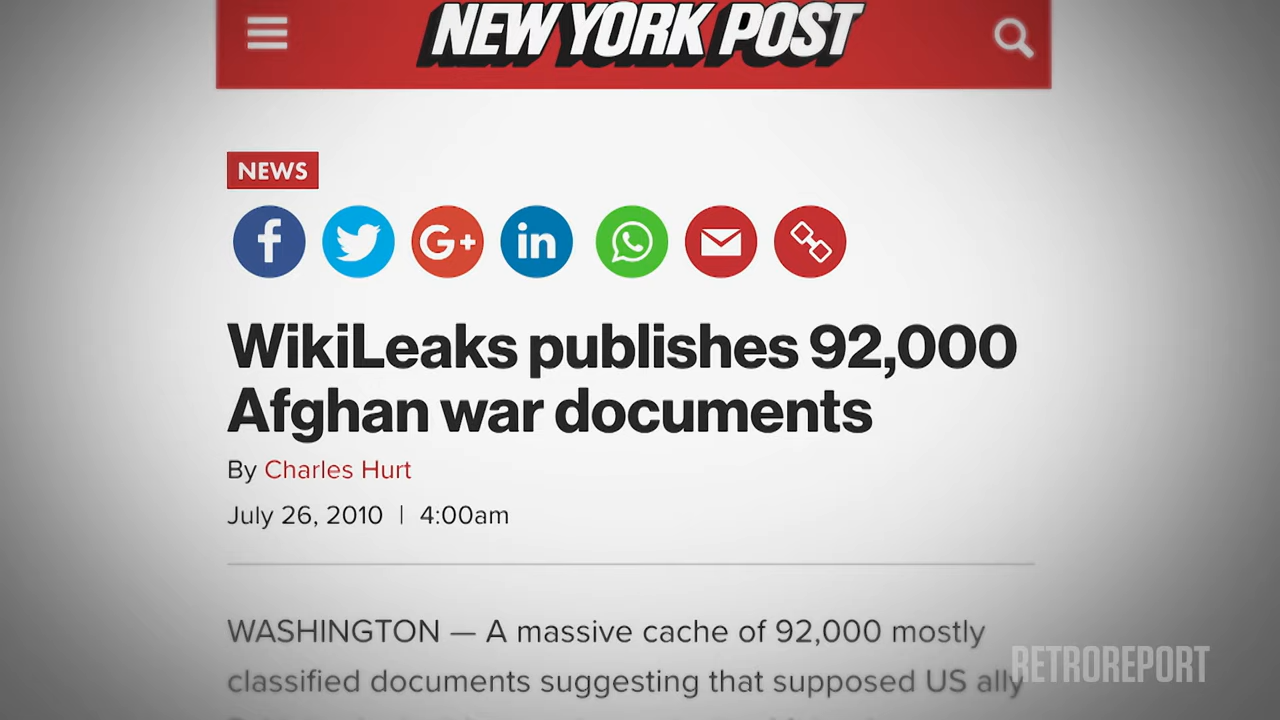 NEW YORK POST
NEWS
f G+ in
WikiLeaks publishes 92,000
Afghan war documents
By Charles Hurt
July 26, 2010 | 4:00am
WASHINGTON — A massive cache of 92,000 mostly
classified documents suggesting that supposed US ally
RETROREPORT